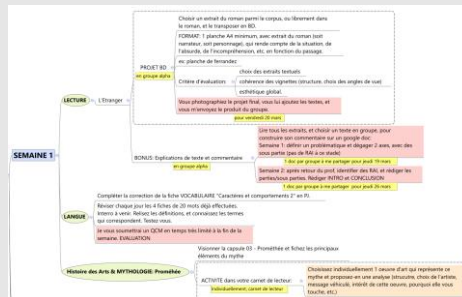 Choisir un extrait du roman parmi le corpus, ou librement dans
le roman, et le transposer en BD.
FORMAT: 1 planche A4 minimum, avec extrait du roman (soit
narrateur, soit personnage), qui rende compte de la situation, de
l'absurde, de l'incompréhension, etc, en fonction du passage.
PROJET BD
en groupe alpha
ex: planche de ferrandez
Critère d'évaluation:
choix des extraits textuels
cohérence des vignettes (structure, choix des angles de vue)
esthétique global.
Vous photographiez le projet final, vous lui ajoutez les textes, et
vous m'envoyez le produit du groupe.
pour vendredi 20 mars
LECTURE
L'Etranger
SEMAINE 1
BONUS: Explications de texte et commentaire
en groupe alpha
Lire tous les extraits, et choisir un texte en groupe, pour
construire son commentaire sur un google doc:
Semaine 1: définir un problématique et dégager 2 axes, avec des
sous partie (pas de RAI à ce stade)
1 doc par groupe à me partager pour jeudi 19 mars
Semaine 2: après retour du prof, identifier des RAI, et rédiger les
parties/sous parties. Rédiger INTRO et CONCLUSION
1 doc par groupe à me partager pour jeudi 26 mars
LANGUE
Compléter la correction de la fiche VOCABULAIRE "Caractères et comportements 2" en PJ.
Réviser chaque jour les 4 fiches de 20 mots déjà effectuées.
Interro à venir. Relisez les définitions, et connaissez les termes
qui correspondent. Testez vous.
Je vous soumettrai un QCM en temps très limité à la fin de la
semaine. EVALUATION
Histoire des Arts & MYTHOLOGIE: Promethée
Visionner la capsule 03 - Prométhée et fichez les principaux
éléments du mythe
ACTIVITE dans votre carnet de lecteur:
individuellement, carnet de lecteur
Choisissez individuellement 1 oeuvre d'art qui représente ce
mythe et proposez-en une analyse (strucutre, choix de l'artiste,
message véhiculé, intérêt de cette oeuvre, pourquoi elle vous
touche, etc.)